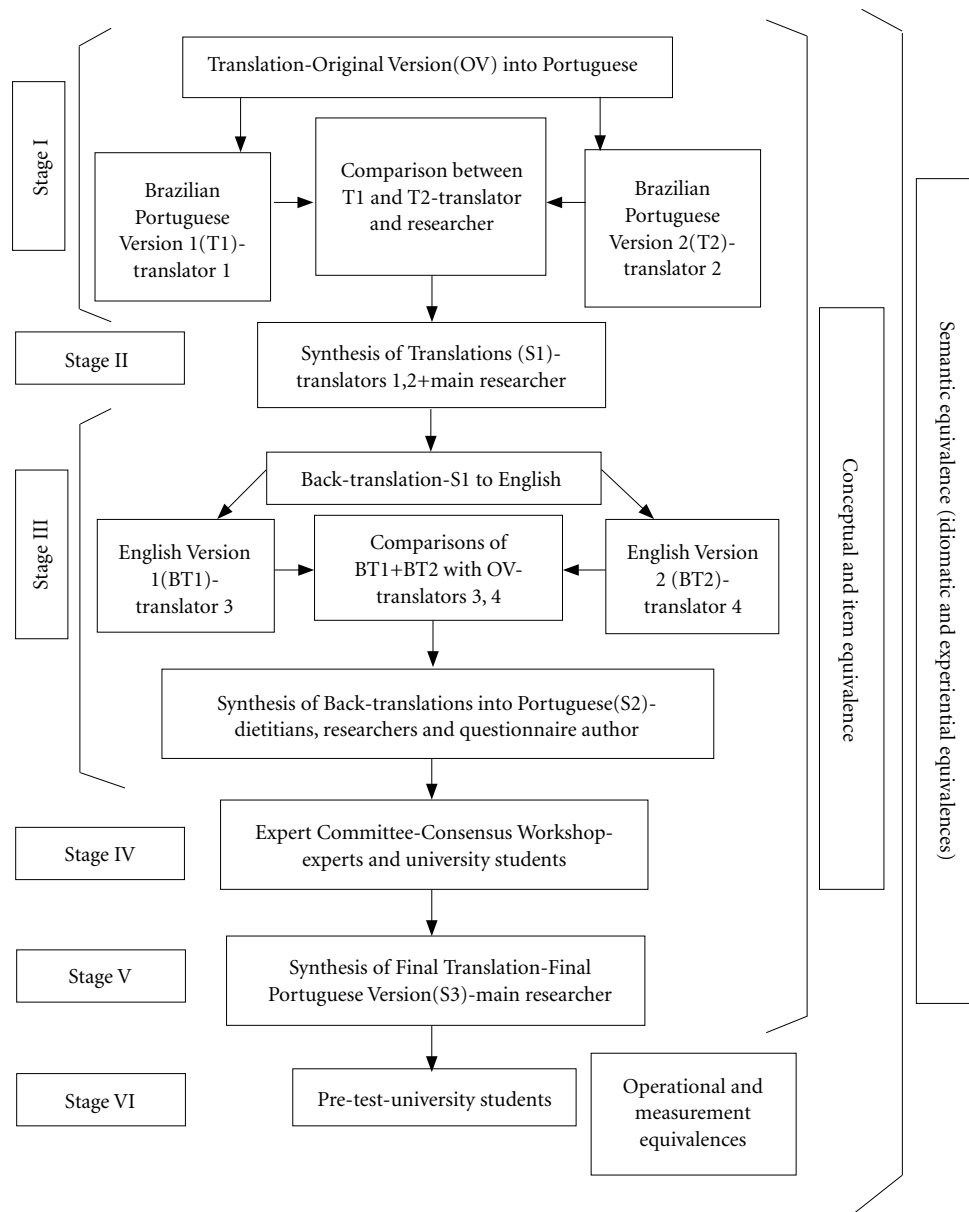 Translation-Original Version(OV) into Portuguese
Stage I
Brazilian
Portuguese
Version 1(T1)-
translator 1
Comparison between
T1 and T2-translator
and researcher
Brazilian
Portuguese
Version 2(T2)-
translator 2
Stage II
Synthesis of Translations (S1)-
translators 1,2+main researcher
Stage III
Back-translation-S1 to English
English Version
1(BT1)-
translator 3
Comparisons of
BT1+BT2 with OV-
translators 3, 4
English Version
2 (BT2)-
translator 4
Synthesis of Back-translations into Portuguese(S2)-
dietitians, researchers and questionnaire author
Stage IV
Expert Committee-Consensus Workshop-
experts and university students
Stage V
Synthesis of Final Translation-Final
Portuguese Version(S3)-main researcher
Stage VI
Pre-test-university students
Operational and
measurement
equivalences
Conceptual and item equivalence
Semantic equivalence (idiomatic and experiential equivalences)